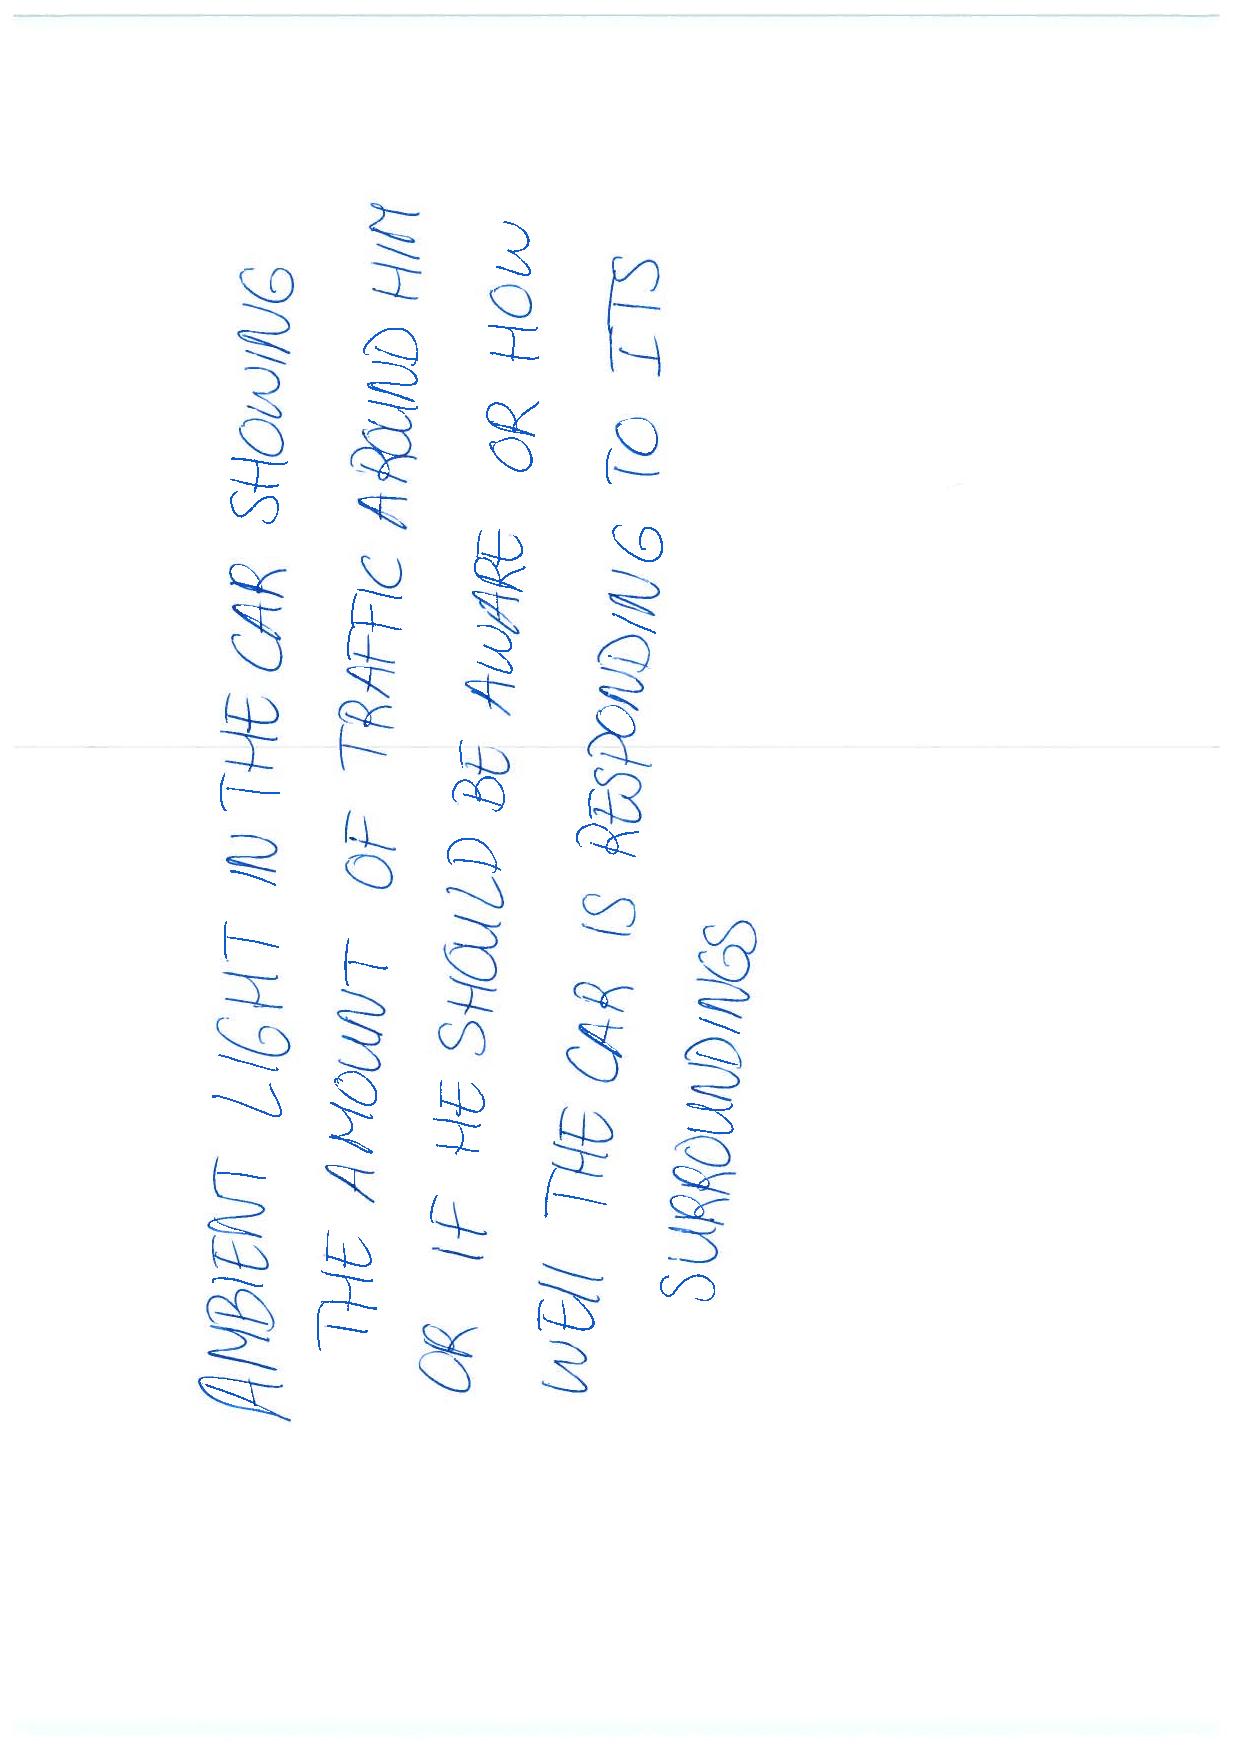 AMBIENT LIGHT IN THE CAR SHOWING
THE AMOUNT OF TRAFFIC AROUND HIM
OR IF HE SHOULD BE AWARE OR HOW
WEll THE CAR IS RESPONDING TO ITS
SURROUNDINGS